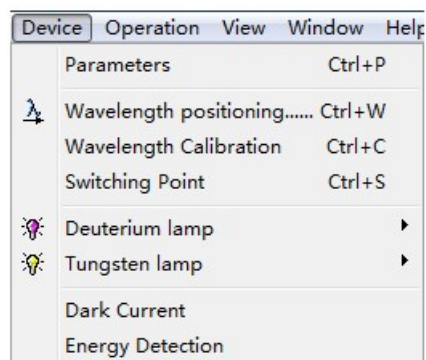 Device Operation View Window Help
Parameters Ctrl+P
Wavelength positioning...... Ctrl+W
Wavelength Calibration Ctrl+C
Switching Point Ctrl+S
Deuterium lamp
Tungsten lamp
Dark Current
Energy Detection